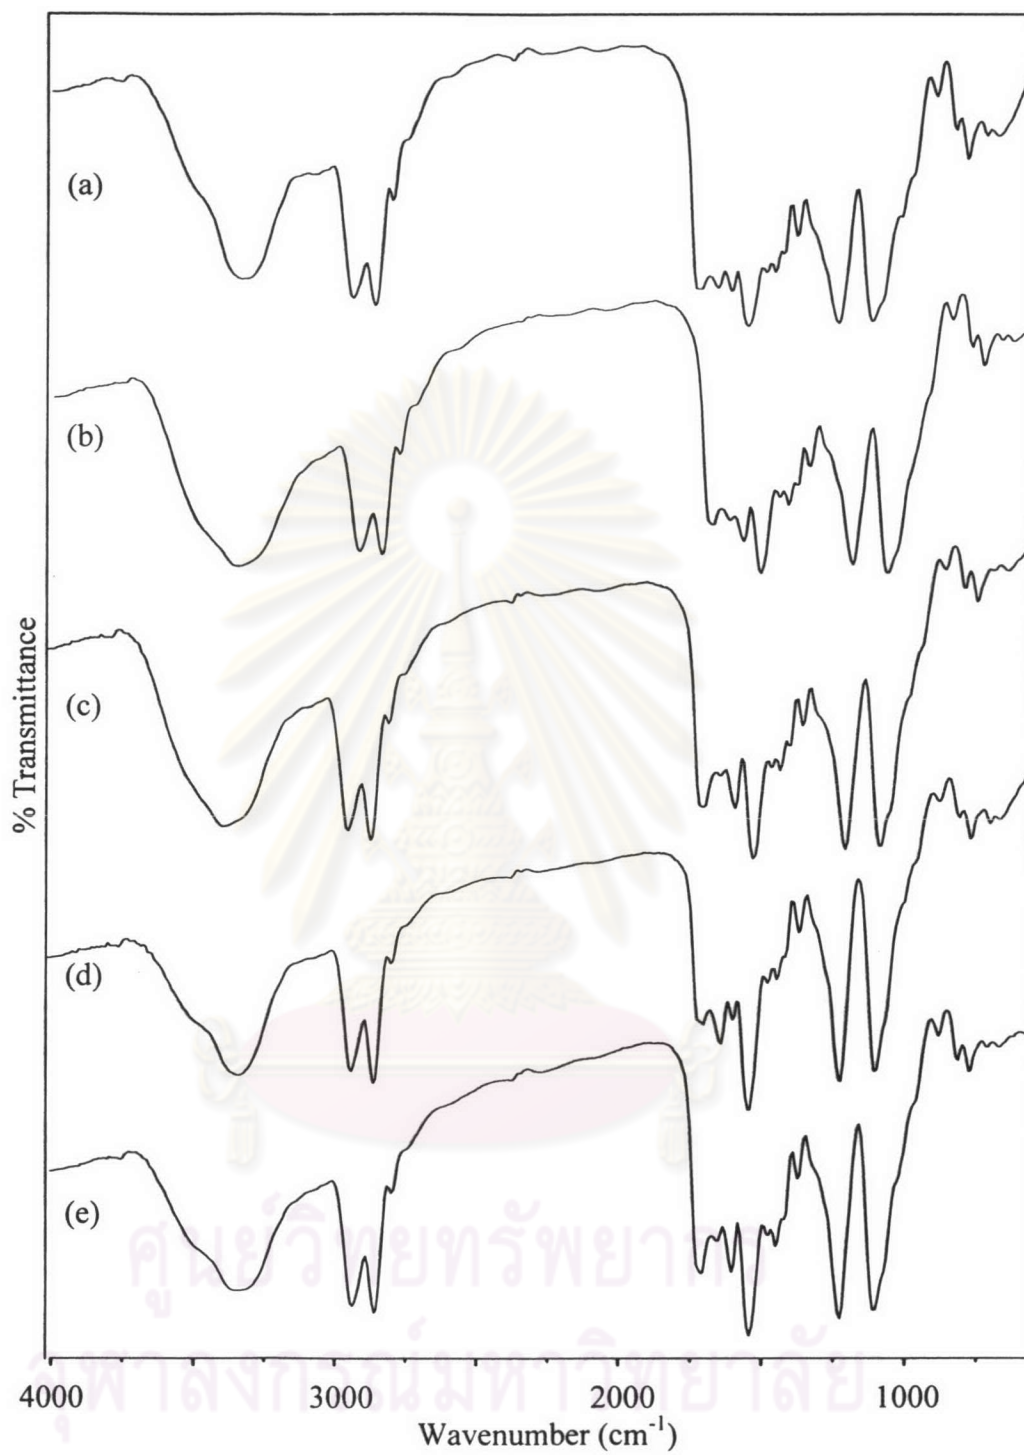 (a)
(b)
(c)
% Transmittance
(d)
(e)
ศูนย์วิทยทรัพยากร
จุฬาลงกรณ์มหาวิทยาลัย
4000 3000 2000 1000
Wavenumber (cm⁻¹)